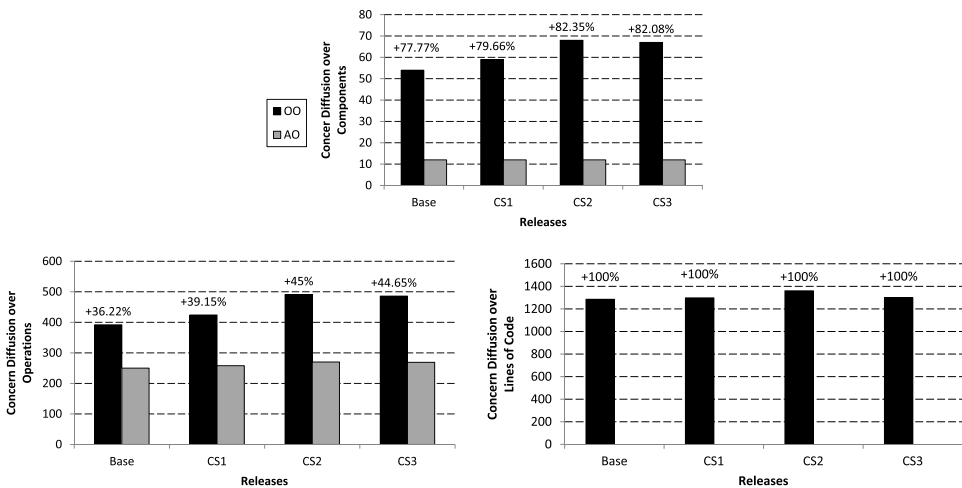 Concer Diffusion over
Components
80
70
60
50
40
30
20
10
0
+77.77%
+79.66%
+82.35%
+82.08%
Base
CS1
CS2
CS3
Releases
OO
AO
Concern Diffusion over
Operations
600
500
400
300
200
100
0
+36.22%
+39.15%
+45%
+44.65%
Base
CS1
CS2
CS3
Releases
Concern Diffusion over
Lines of Code
1600
1400
1200
1000
800
600
400
200
0
+100%
+100%
+100%
+100%
Base
CS1
CS2
CS3
Releases